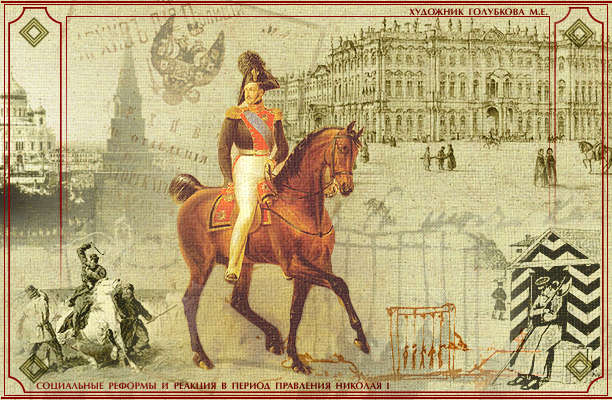 ХУДОЖНИК ГОЛУБКОВА М.Е.
СОЦИАЛЬНЫЕ РЕФОРМЫ И РЕАКЦИЯ В ПЕРИОД ПРАВЛЕНИЯ НИКОЛАЯ I